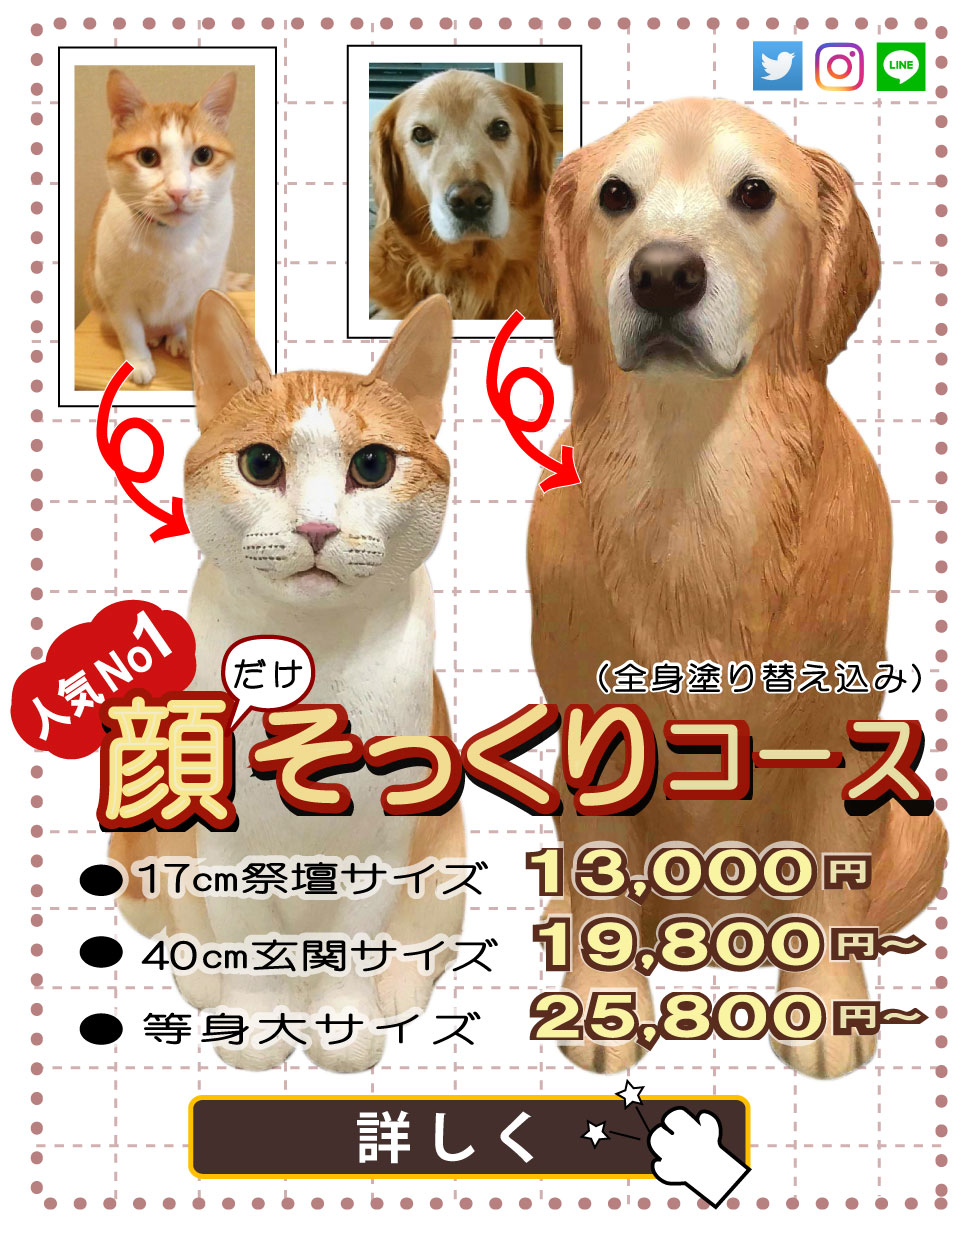 LINE
人気No1
だけ
(全身塗り替え込み)
顔そっくりコース
●17cm祭壇サイズ 13,000円
●40cm玄関サイズ 19,800円~
●等身大サイズ 25,800円~
詳しく